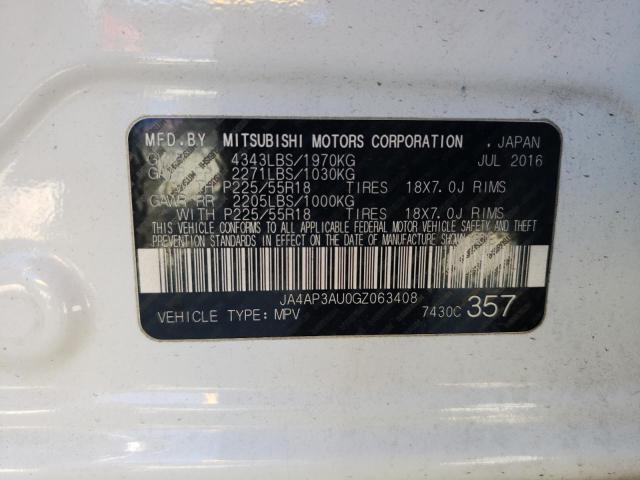 MFD.BY MITSUBISHI MOTORS CORPORATION . JAPAN
4343LBS/1970KG JUL 2016
2271LBS/1030KG
P225/55R18 TIRES 18X7.0J RIMS
GAWR RR 2205LBS/1000KG
WITH P225/55R18 TIRES 18X7.0J RIMS
THIS VEHICLE CONFORMS TO ALL APPLICABLE FEDERAL MOTOR VEHICLE SAFETY AND THEFT
PREVENTION STANDARDS IN EFFECT ON THE DATE OF MANUFACTURE SHOWN ABOVE.
JA4AP3AU0GZ063408
VEHICLE TYPE: MPV 7430C 357